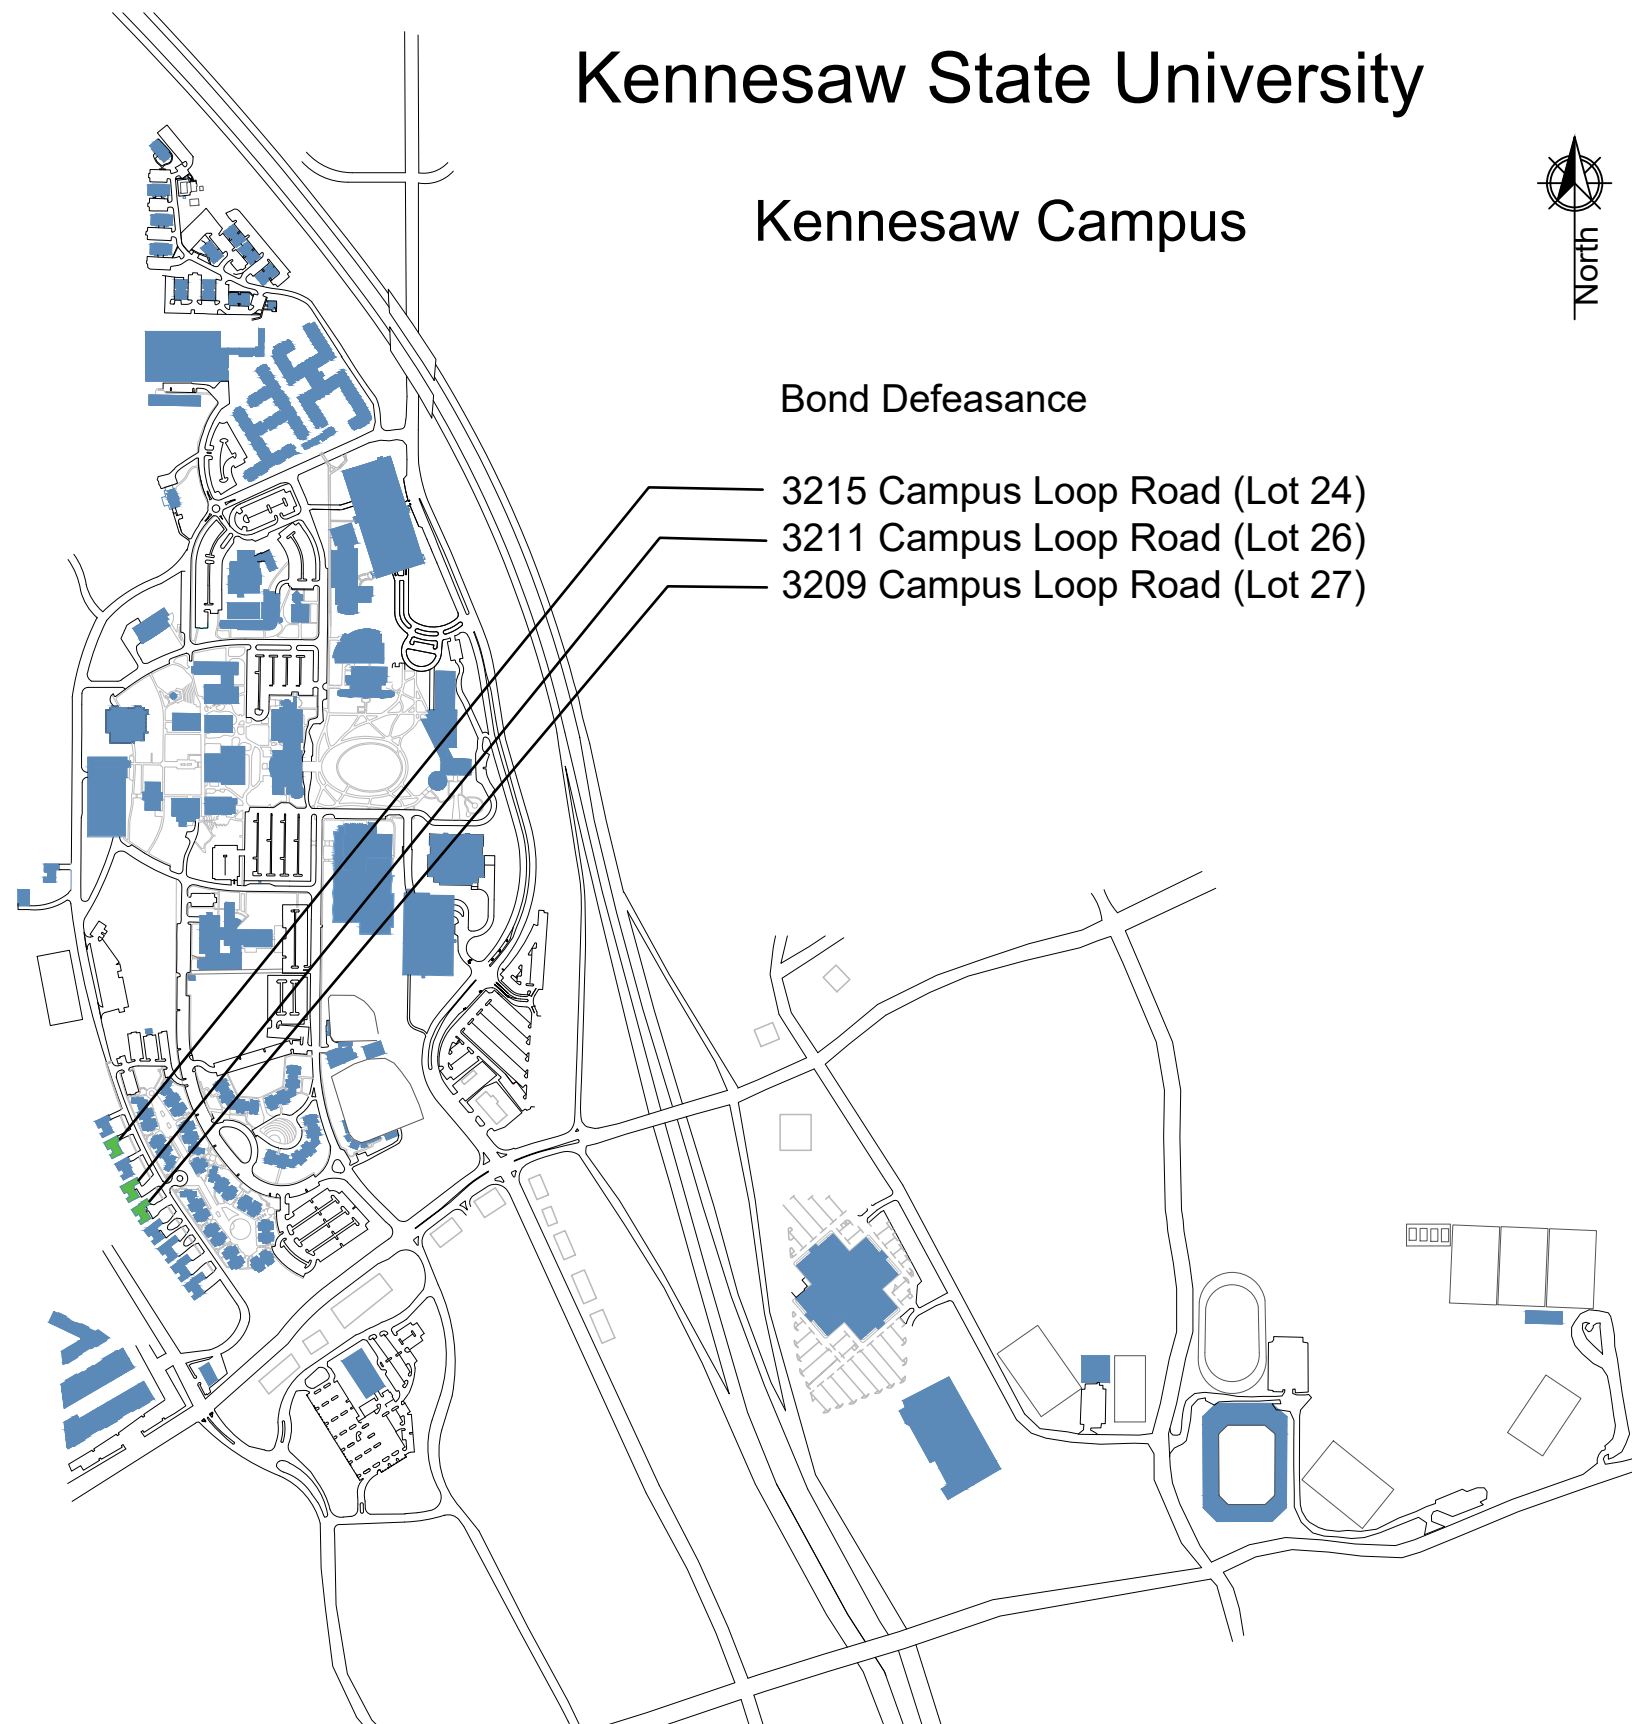 Kennesaw State University
Kennesaw Campus
North
Bond Defeasance
3215 Campus Loop Road (Lot 24)
3211 Campus Loop Road (Lot 26)
3209 Campus Loop Road (Lot 27)